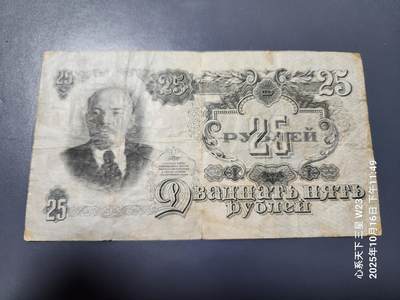 25
25
25
25
РУБЛЕЙ
Двадцать пять
рублей
25
心系天下 三星 W23
2025年10月16日 下午11:49